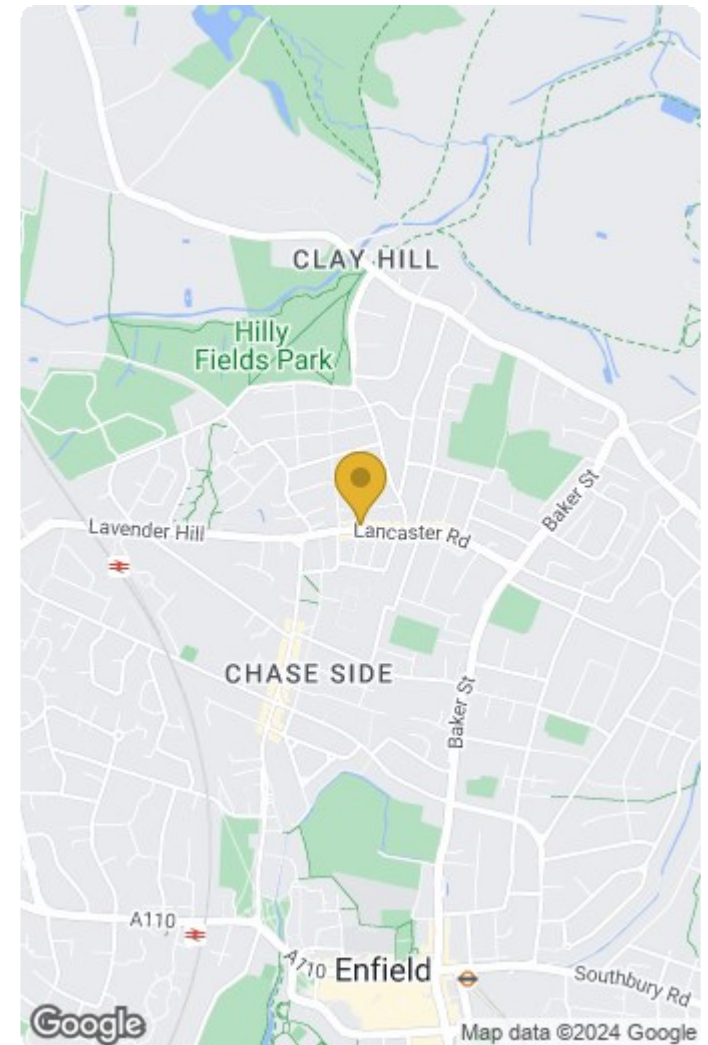 CLAY HILL
Hilly
Fields Park
Baker St
Lavender Hill
Lancaster Rd
CHASE SIDE
Baker St
A110
A110
Enfield
Southbury Rd
Google
Map data ©2024 Google